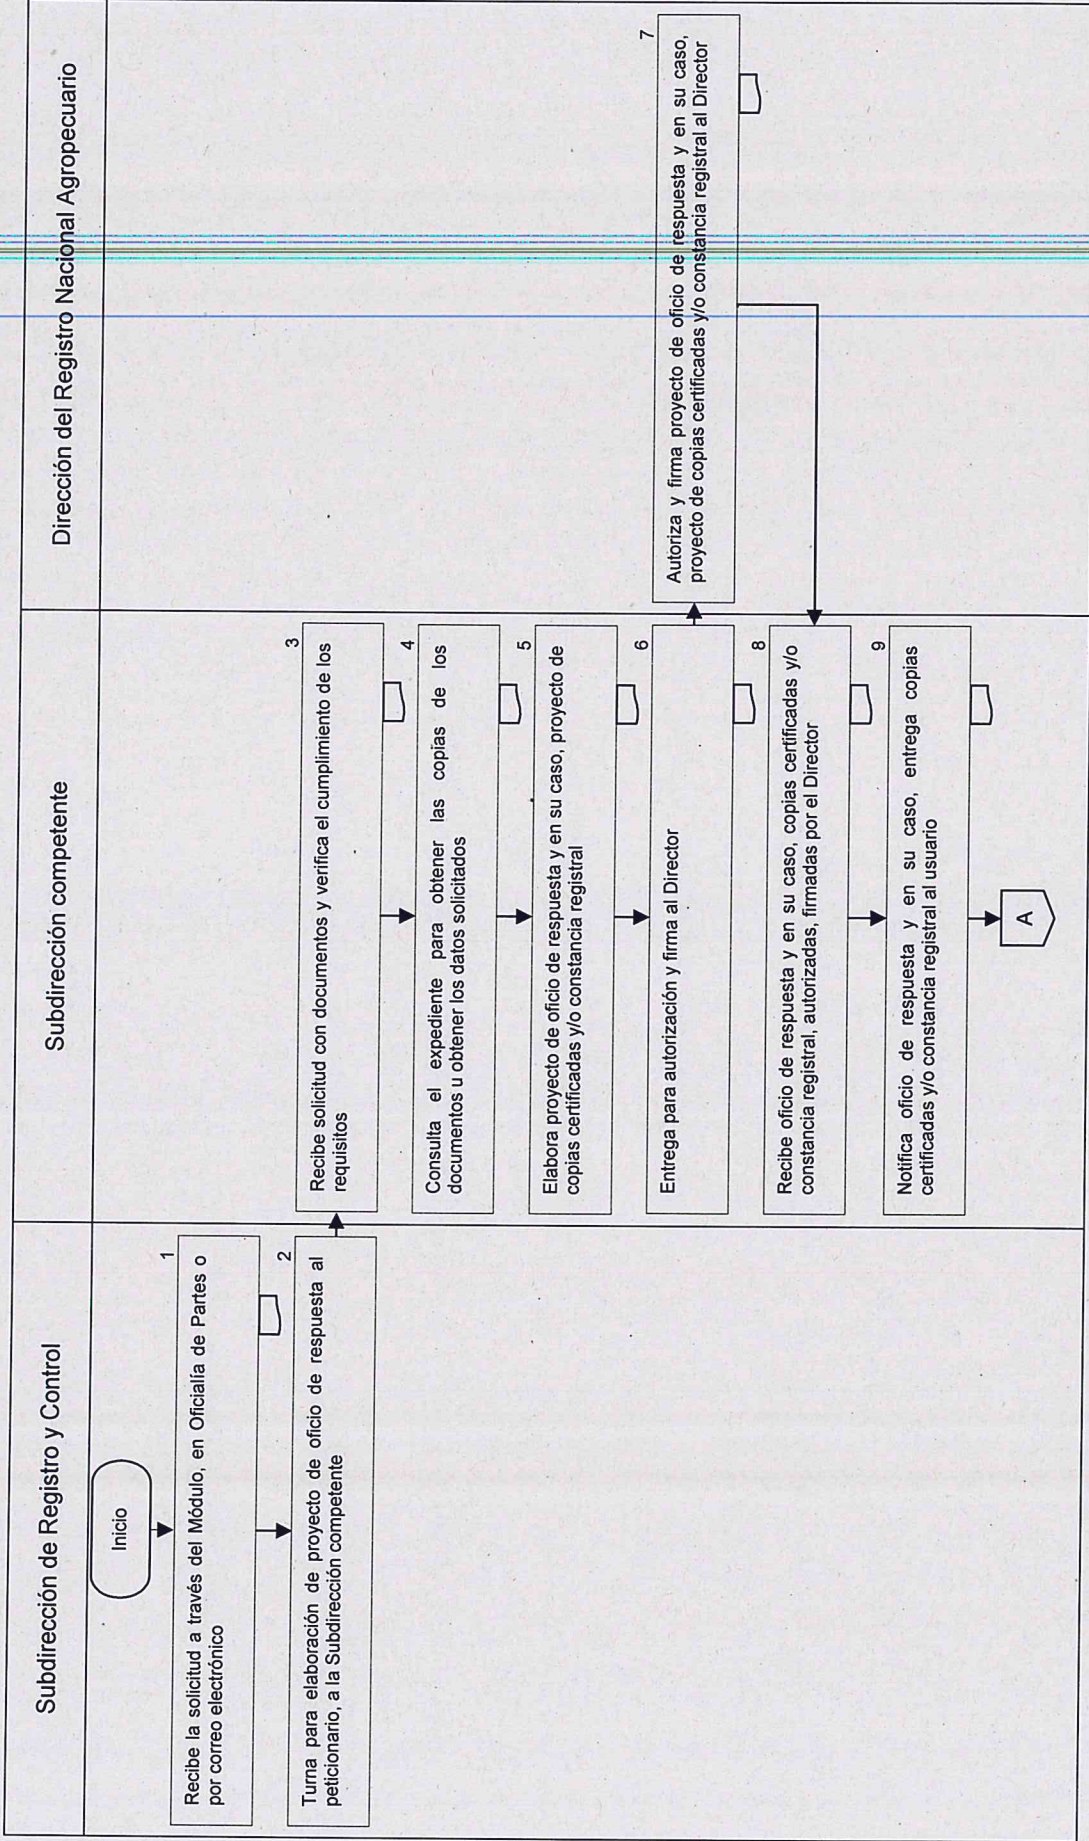 Subdirección de Registro y Control
Subdirección competente
Dirección del Registro Nacional Agropecuario
Inicio
1
Recibe la solicitud a través del Módulo, en Oficialía de Partes o
por correo electrónico
2
Turna para elaboración de proyecto de oficio de respuesta al
peticionario, a la Subdirección competente
3
Recibe solicitud con documentos y verifica el cumplimiento de los
requisitos
4
Consulta el expediente para obtener las copias de los
documentos u obtener los datos solicitados
5
Elabora proyecto de oficio de respuesta y en su caso, proyecto de
copias certificadas y/o constancia registral
6
Entrega para autorización y firma al Director
7
Autoriza y firma proyecto de oficio de respuesta y en su caso,
proyecto de copias certificadas y/o constancia registral al Director
8
Recibe oficio de respuesta y en su caso, copias certificadas y/o
constancia registral, autorizadas, firmadas por el Director
9
Notifica oficio de respuesta y en su caso, entrega copias
certificadas y/o constancia registral al usuario
A